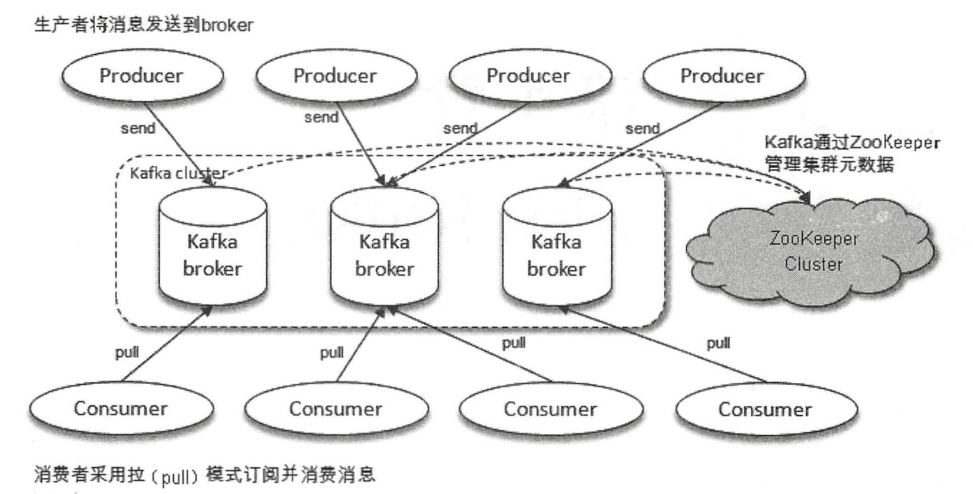 生产者将消息发送到broker
Producer
Producer
Producer
Producer
send
send
send
send
Kafka通过ZooKeeper
管理集群元数据
Kafka cluster
Kafka
broker
Kafka
broker
Kafka
broker
ZooKeeper
Cluster
pull
pull
pull
pull
Consumer
Consumer
Consumer
Consumer
消费者采用拉(pull)模式订阅并消费消息